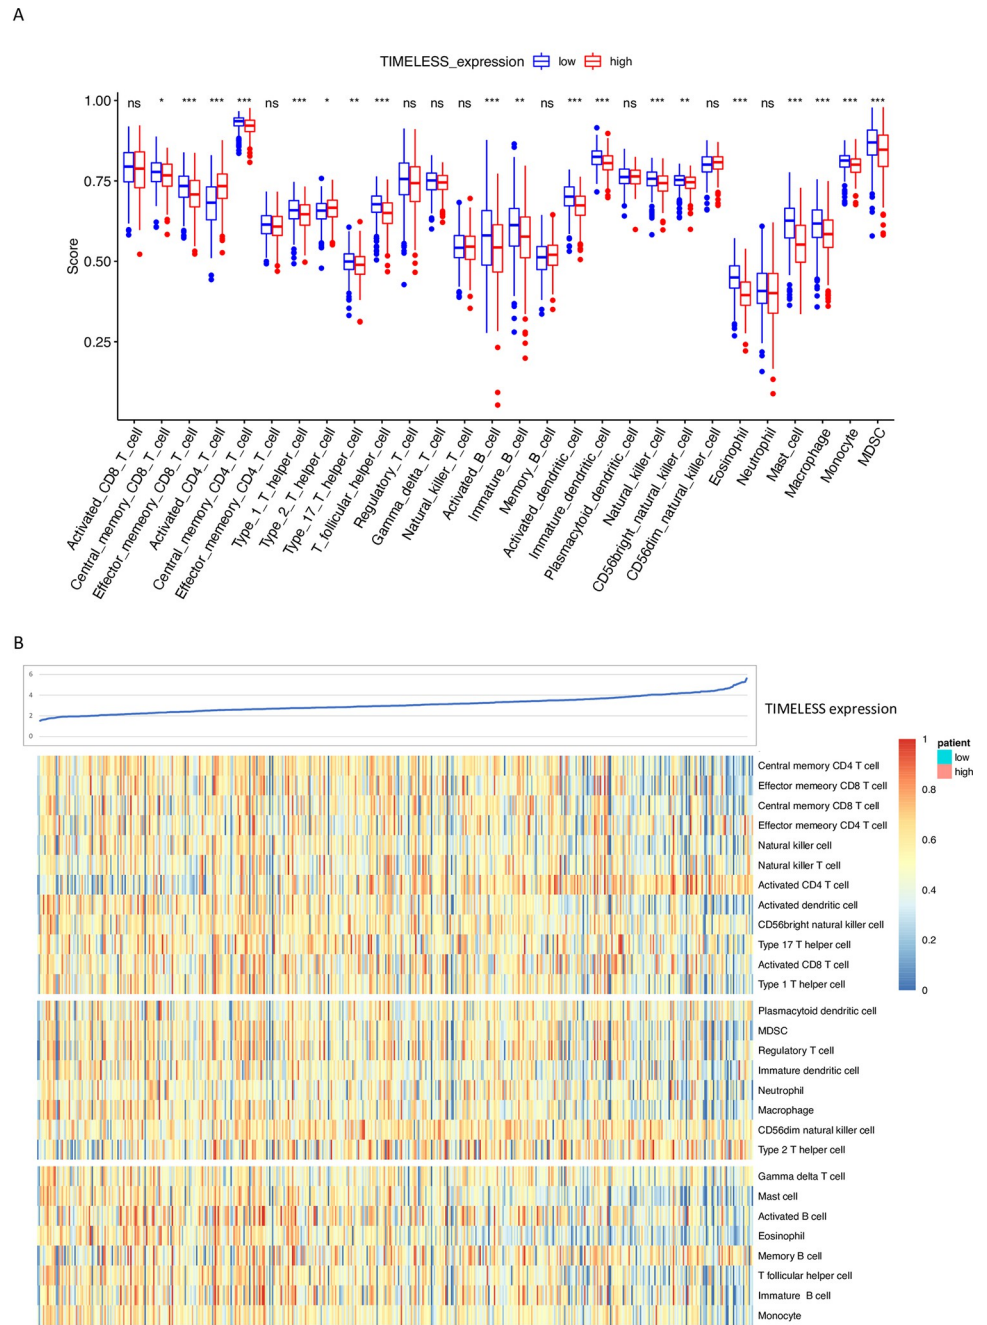 A
TIMELESS_expression low high
1.00
0.75
0.50
0.25
Score
ns * *** *** *** ns *** * ** *** ns ns ns *** ** ns *** *** ns *** ** ns *** ns *** *** *** ***
Activated_CD8_T_cell
Central_memory_CD8_T_cell
Effector_memeory_CD8_T_cell
Activated_CD4_T_cell
Central_memory_CD4_T_cell
Effector_memeory_CD4_T_cell
Type_1_T_helper_cell
Type_2_T_helper_cell
Type_17_T_helper_cell
T_follicular_helper_cell
Regulatory_T_cell
Gamma_delta_T_cell
Natural_killer_T_cell
Activated_B_cell
Immature_B_cell
Memory_B_cell
Activated_dendritic_cell
Immature_dendritic_cell
Plasmacytoid_dendritic_cell
Natural_killer_cell
CD56bright_natural_killer_cell
CD56dim_natural_killer_cell
Eosinophil
Neutrophil
Mast_cell
Macrophage
Monocyte
MDSC
B
6
4
2
0
TIMELESS expression
1
0.8
0.6
0.4
0.2
0
patient
low
high
Central memory CD4 T cell
Effector memeory CD8 T cell
Central memory CD8 T cell
Effector memeory CD4 T cell
Natural killer cell
Natural killer T cell
Activated CD4 T cell
Activated dendritic cell
CD56bright natural killer cell
Type 17 T helper cell
Activated CD8 T cell
Type 1 T helper cell
Plasmacytoid dendritic cell
MDSC
Regulatory T cell
Immature dendritic cell
Neutrophil
Macrophage
CD56dim natural killer cell
Type 2 T helper cell
Gamma delta T cell
Mast cell
Activated B cell
Eosinophil
Memory B cell
T follicular helper cell
Immature B cell
Monocyte